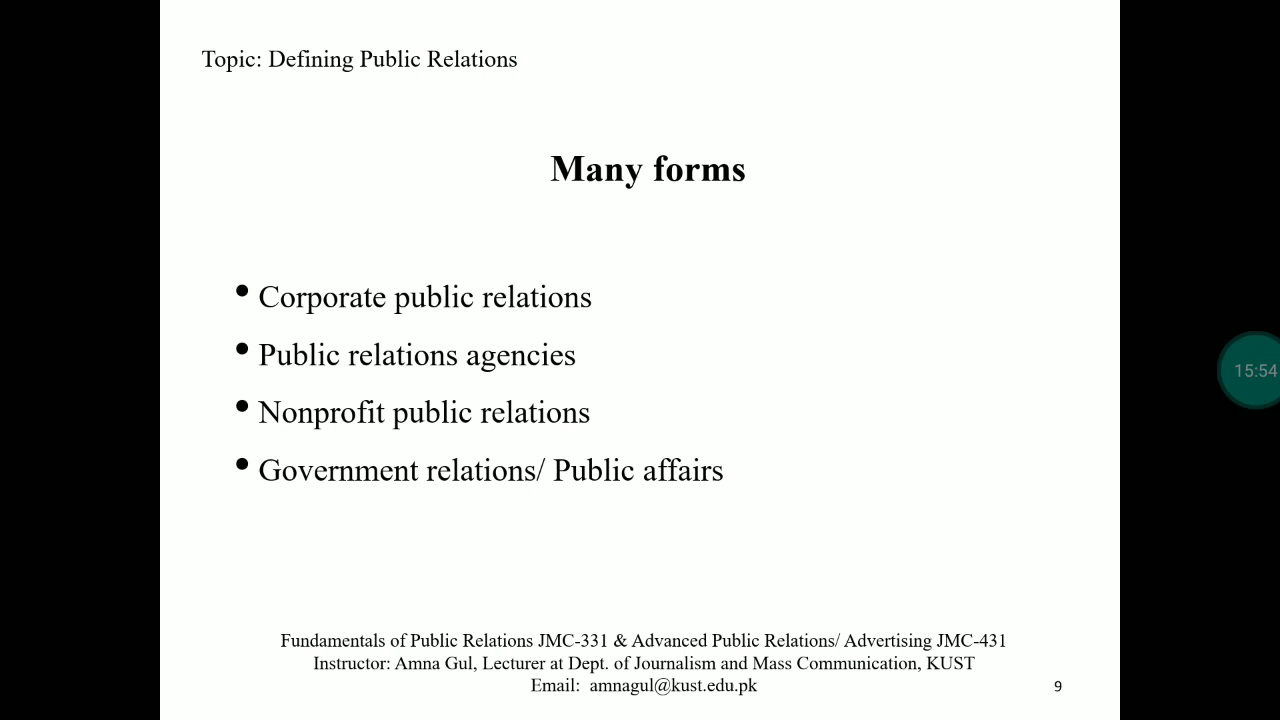 Topic: Defining Public Relations
Many forms
• Corporate public relations
• Public relations agencies
• Nonprofit public relations
• Government relations/ Public affairs
15:54
Fundamentals of Public Relations JMC-331 & Advanced Public Relations/ Advertising JMC-431
Instructor: Amna Gul, Lecturer at Dept. of Journalism and Mass Communication, KUST
Email:  amnagul@kust.edu.pk
9